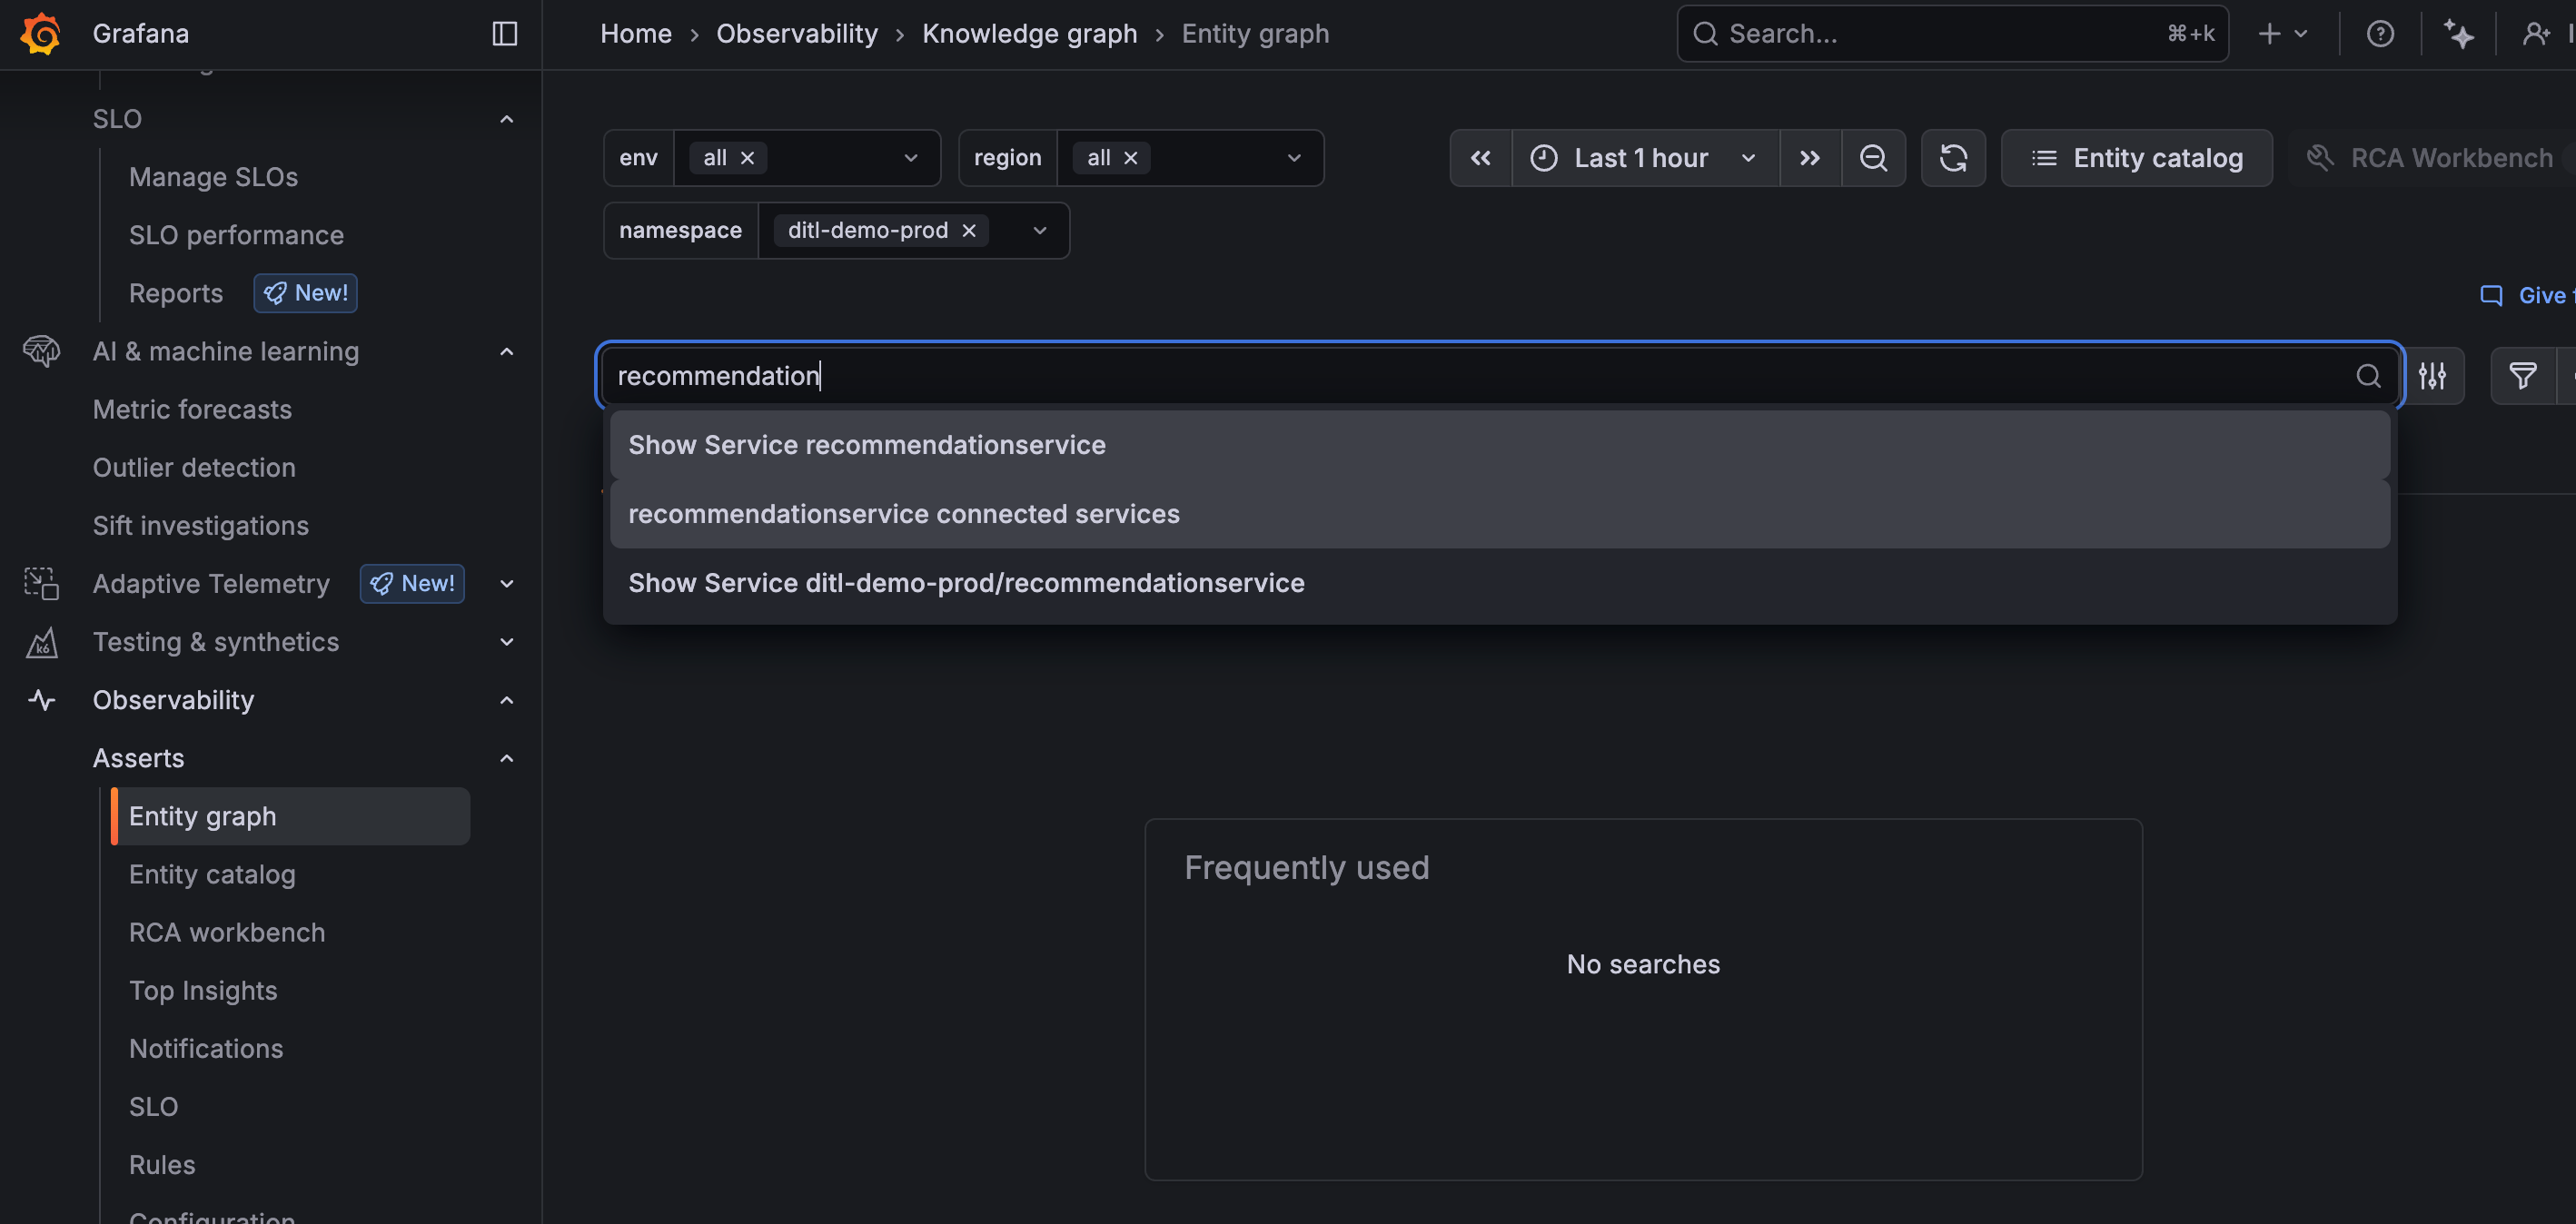 Grafana
Home › Observability › Knowledge graph › Entity graph
Search...
⌘+k
SLO
Manage SLOs
SLO performance
Reports
New!
AI & machine learning
Metric forecasts
Outlier detection
Sift investigations
Adaptive Telemetry
New!
Testing & synthetics
k6
Observability
Asserts
Entity graph
Entity catalog
RCA workbench
Top Insights
Notifications
SLO
Rules
Configuration
env
all
region
all
Last 1 hour
Entity catalog
RCA Workbench
namespace
ditl-demo-prod
Give
recommendation
Show Service recommendationservice
recommendationservice connected services
Show Service ditl-demo-prod/recommendationservice
Frequently used
No searches